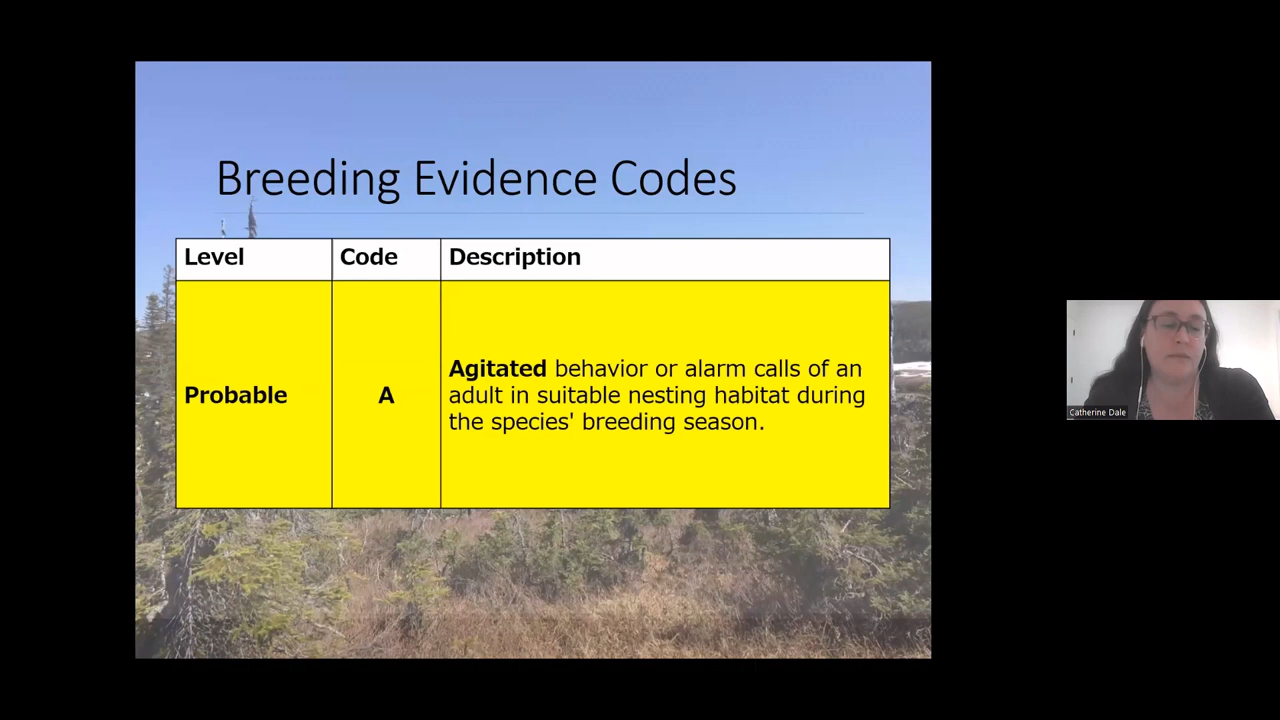 Breeding Evidence Codes
Level Code Description
Probable A Agitated behavior or alarm calls of an
adult in suitable nesting habitat during
the species' breeding season.
Catherine Dale